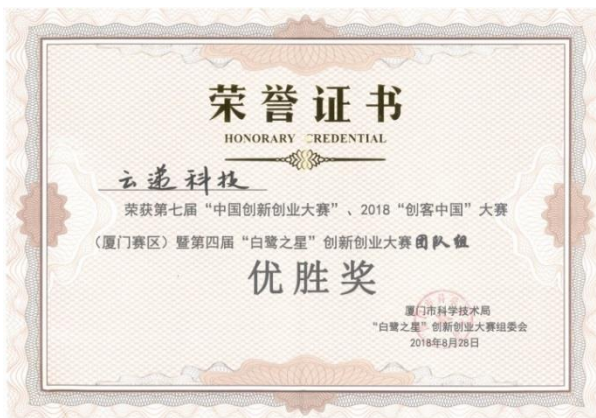 荣誉证书
HONORARY CREDENTIAL
云递科技
荣获第七届“中国创新创业大赛”、2018“创客中国”大赛
（厦门赛区）暨第四届“白鹭之星”创新创业大赛团队组
优胜奖
厦门市科学技术局
“白鹭之星”创新创业大赛组委会
2018年8月28日